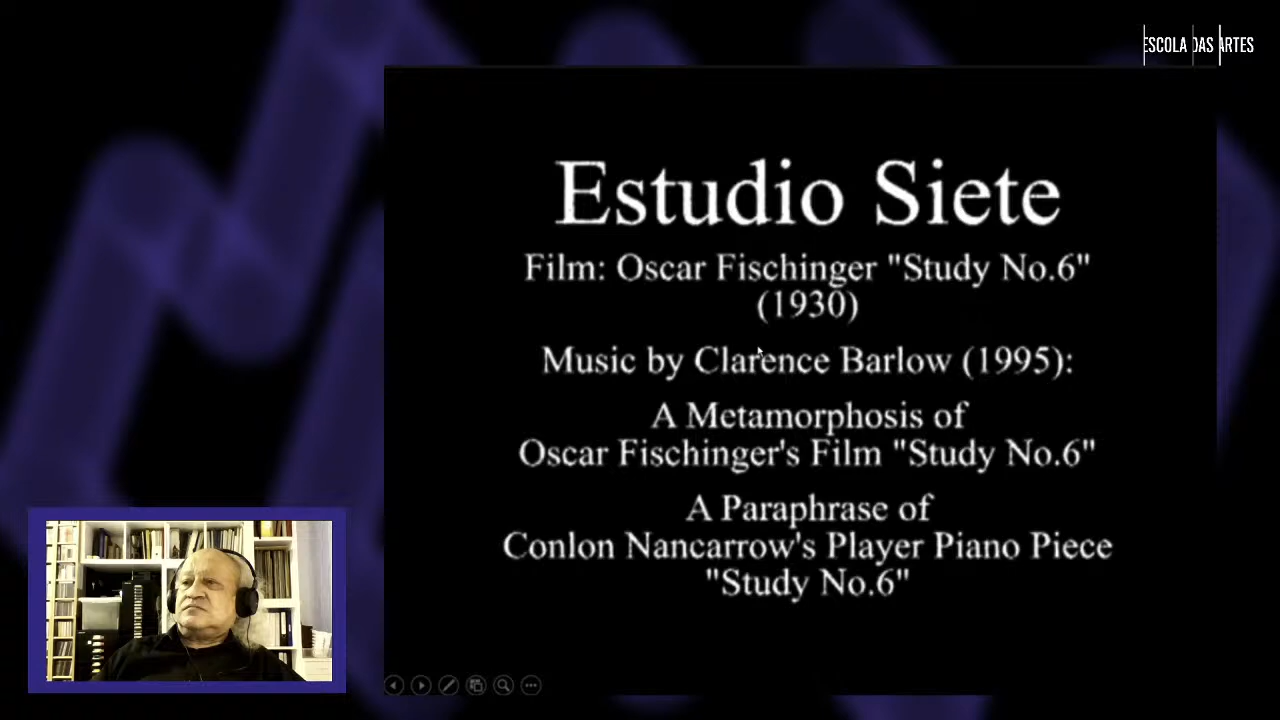 ESCOLA DAS ARTES
Estudio Siete
Film: Oscar Fischinger "Study No.6"
(1930)
Music by Clarence Barlow (1995):
A Metamorphosis of
Oscar Fischinger's Film "Study No.6"
A Paraphrase of
Conlon Nancarrow's Player Piano Piece
"Study No.6"